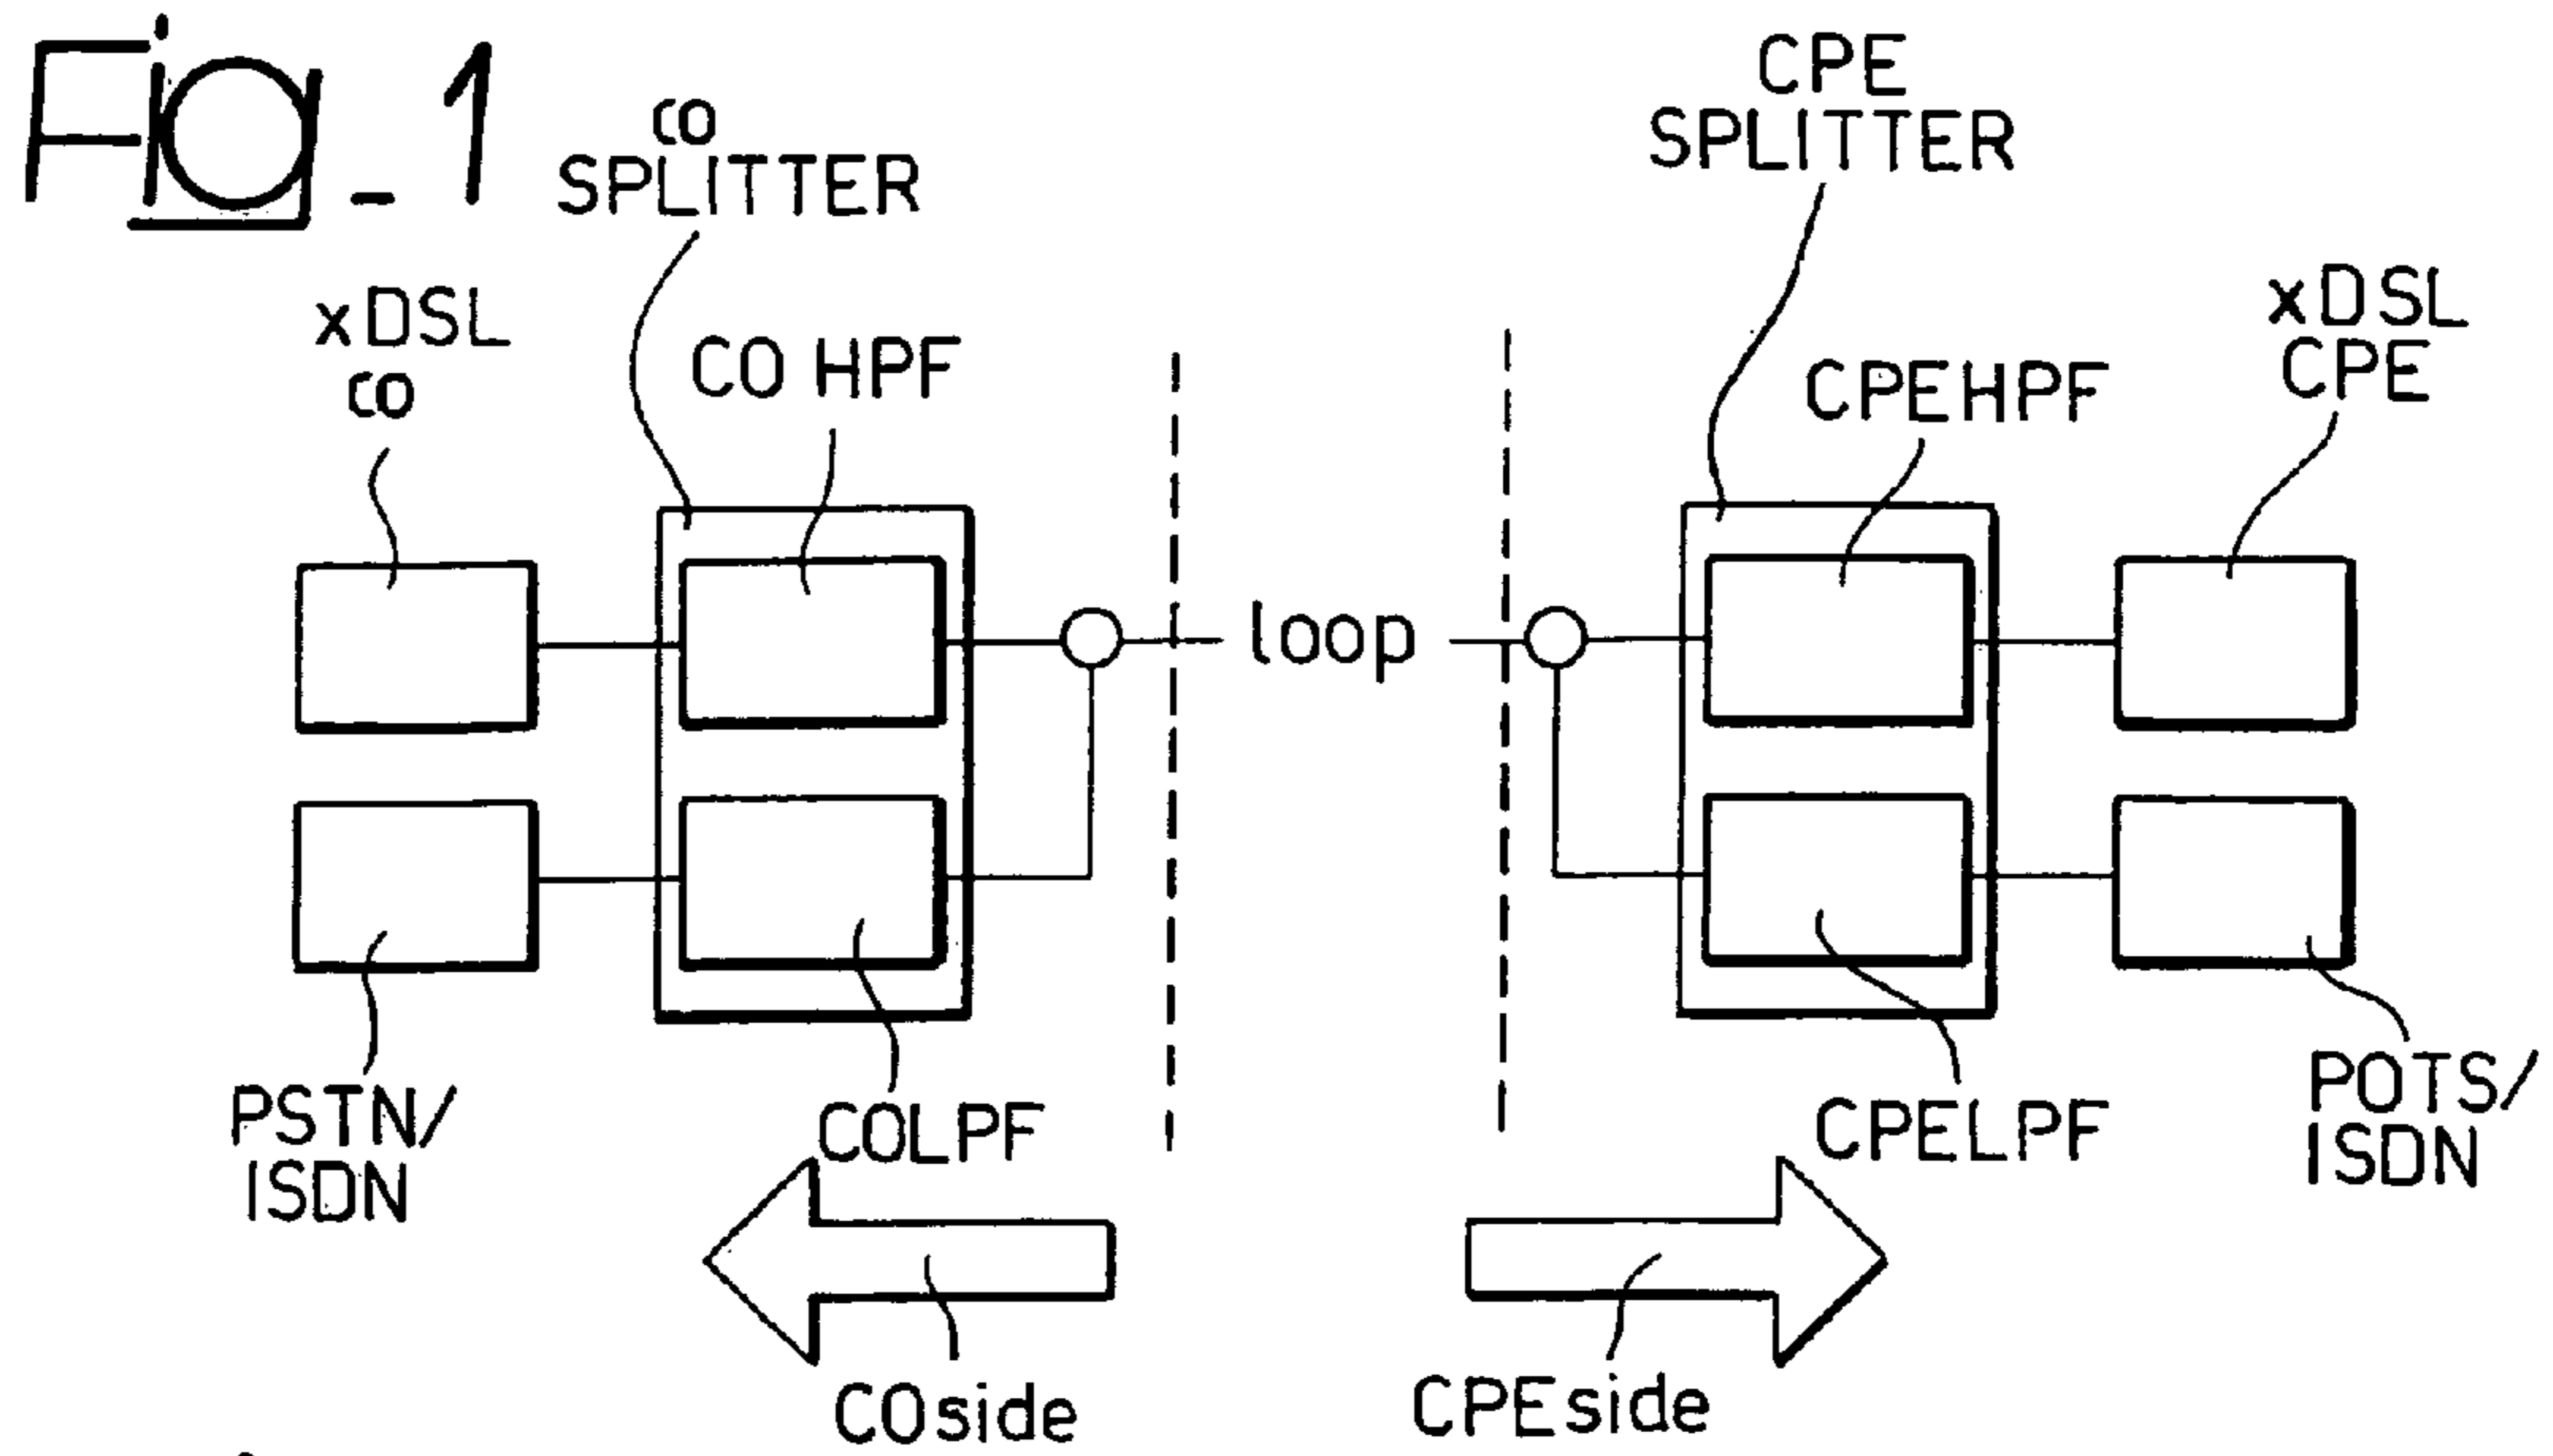 Fig_1
co
SPLITTER
CPE
SPLITTER
xDSL
co
CO HPF
CPEHPF
xDSL
CPE
loop
PSTN/
ISDN
COLPF
CPELPF
POTS/
ISDN
COside
CPEside